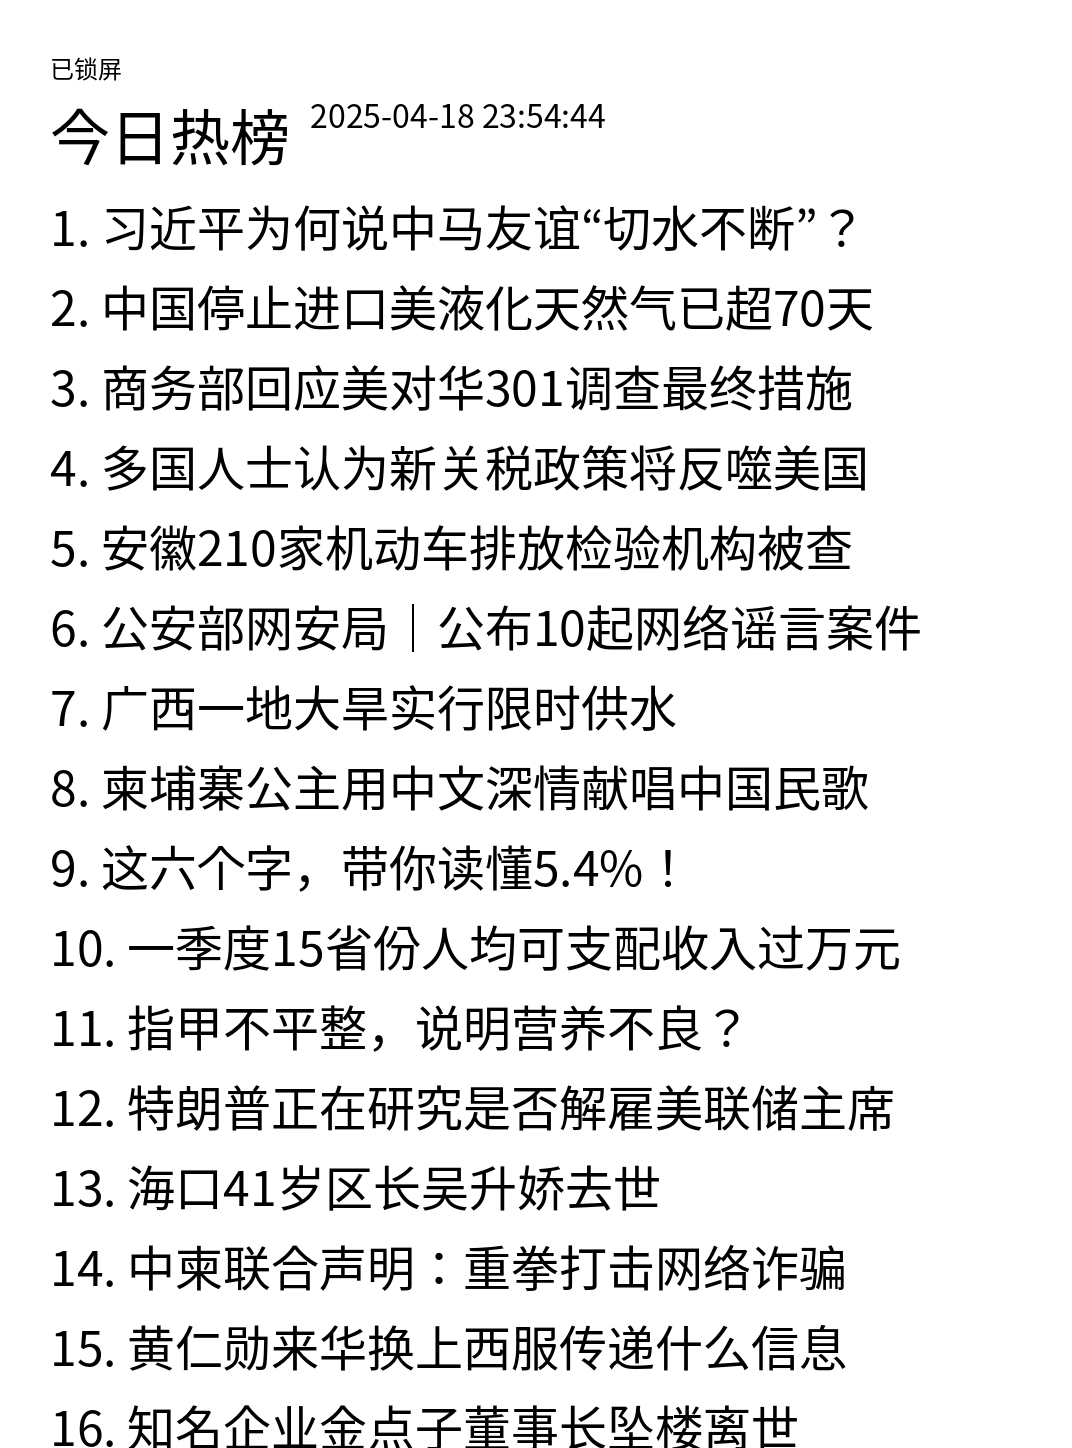 已锁屏
今日热榜 2025-04-18 23:54:44
1. 习近平为何说中马友谊“切水不断”？
2. 中国停止进口美液化天然气已超70天
3. 商务部回应美对华301调查最终措施
4. 多国人士认为新关税政策将反噬美国
5. 安徽210家机动车排放检验机构被查
6. 公安部网安局｜公布10起网络谣言案件
7. 广西一地大旱实行限时供水
8. 柬埔寨公主用中文深情献唱中国民歌
9. 这六个字，带你读懂5.4%！
10. 一季度15省份人均可支配收入过万元
11. 指甲不平整，说明营养不良？
12. 特朗普正在研究是否解雇美联储主席
13. 海口41岁区长吴升娇去世
14. 中柬联合声明：重拳打击网络诈骗
15. 黄仁勋来华换上西服传递什么信息
16. 知名企业金点子董事长坠楼离世